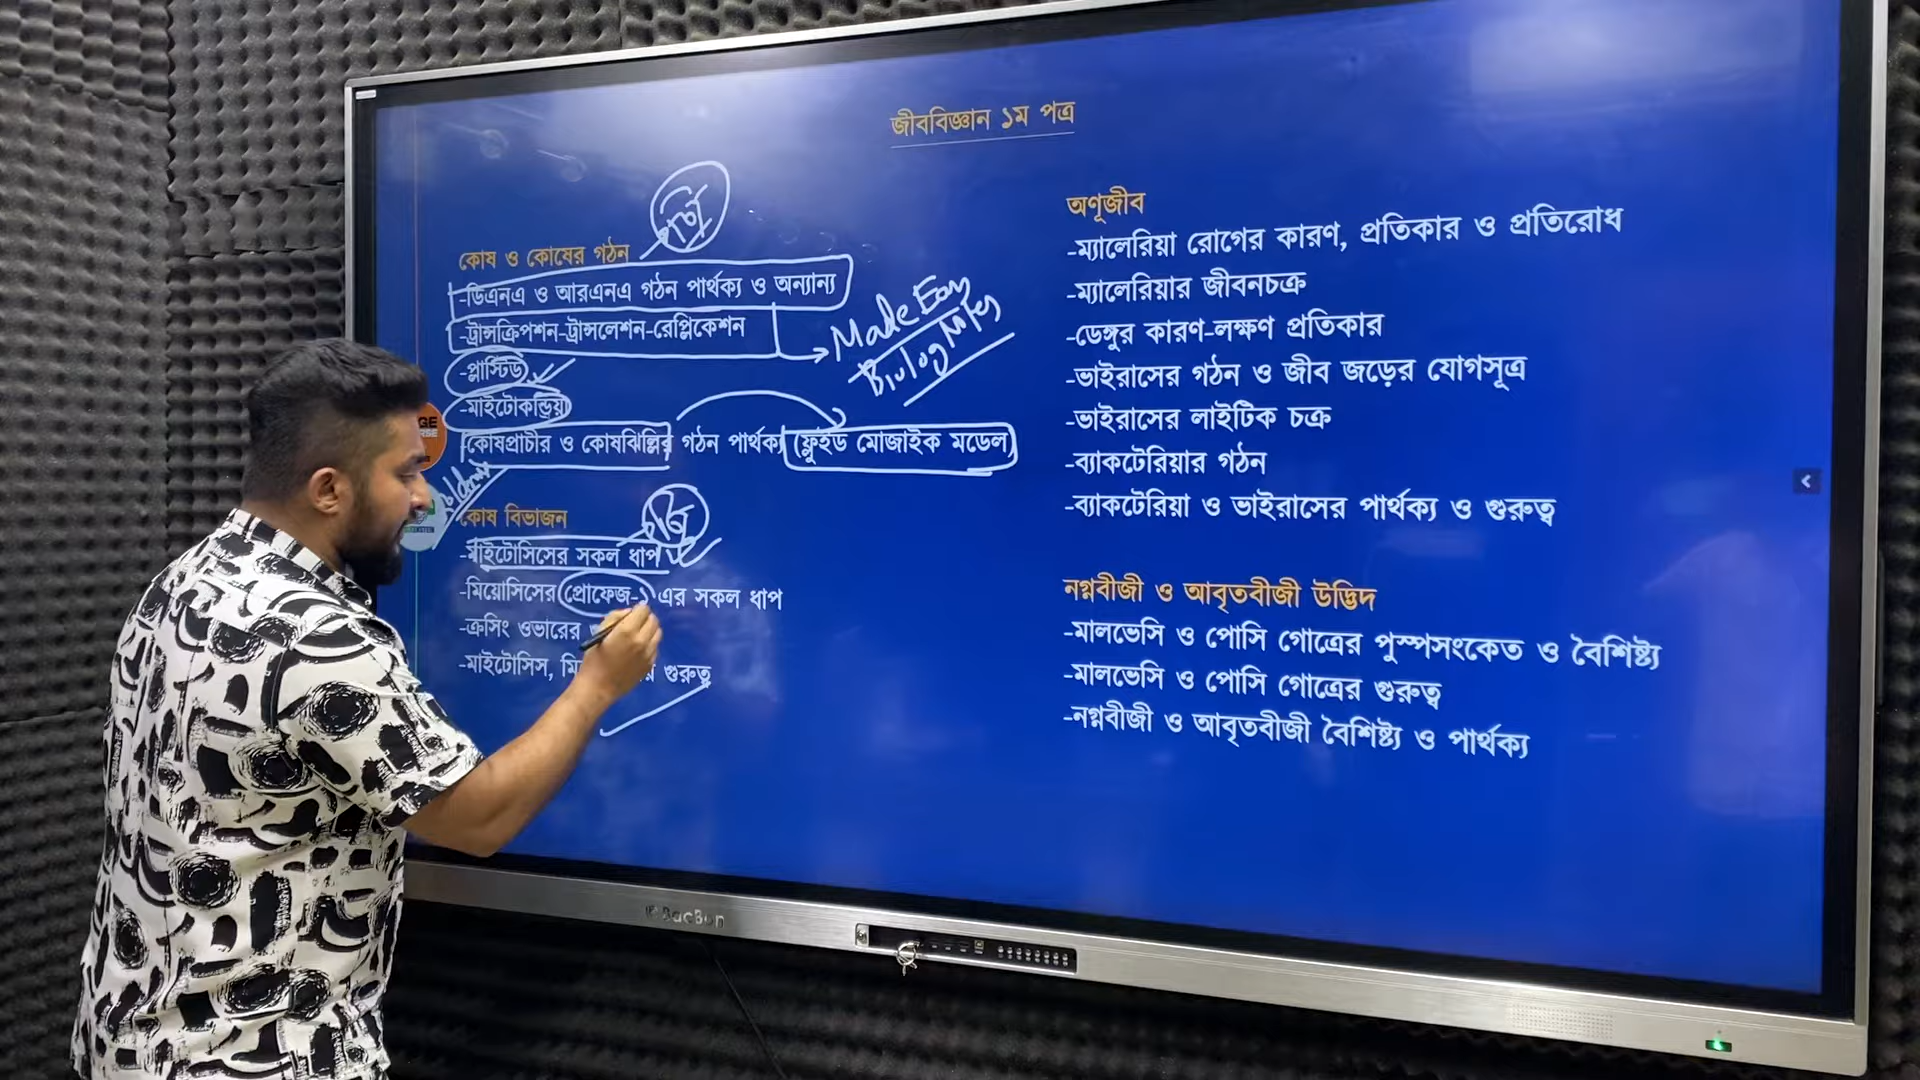 জীববিজ্ঞান ১ম পত্র
কোষ ও কোষের গঠন
-ডিএনএ ও আরএনএ গঠন পার্থক্য ও অন্যান্য
-ট্রান্সক্রিপশন-ট্রান্সলেশন-রেপ্লিকেশন
-প্লাস্টিড
-মাইটোকন্ড্রিয়া
কোষপ্রাচীর ও কোষঝিল্লির গঠন পার্থক্য (ফ্লুইড মোজাইক মডেল)
Made Easy
Biology Notes
কোষ বিভাজন
-মাইটোসিসের সকল ধাপ
-মিয়োসিসের প্রোফেজ-১ এর সকল ধাপ
-ক্রসিং ওভারের
-মাইটোসিস, গুরুত্ব
অণূজীব
-ম্যালেরিয়া রোগের কারণ, প্রতিকার ও প্রতিরোধ
-ম্যালেরিয়ার জীবনচক্র
-ডেঙ্গুর কারণ-লক্ষণ প্রতিকার
-ভাইরাসের গঠন ও জীব জড়ের যোগসূত্র
-ভাইরাসের লাইটিক চক্র
-ব্যাকটেরিয়ার গঠন
-ব্যাকটেরিয়া ও ভাইরাসের পার্থক্য ও গুরুত্ব
নগ্নবীজী ও আবৃতবীজী উদ্ভিদ
-মালভেসি ও পোসি গোত্রের পুস্পসংকেত ও বৈশিষ্ট্য
-মালভেসি ও পোসি গোত্রের গুরুত্ব
-নগ্নবীজী ও আবৃতবীজী বৈশিষ্ট্য ও পার্থক্য
BacBon